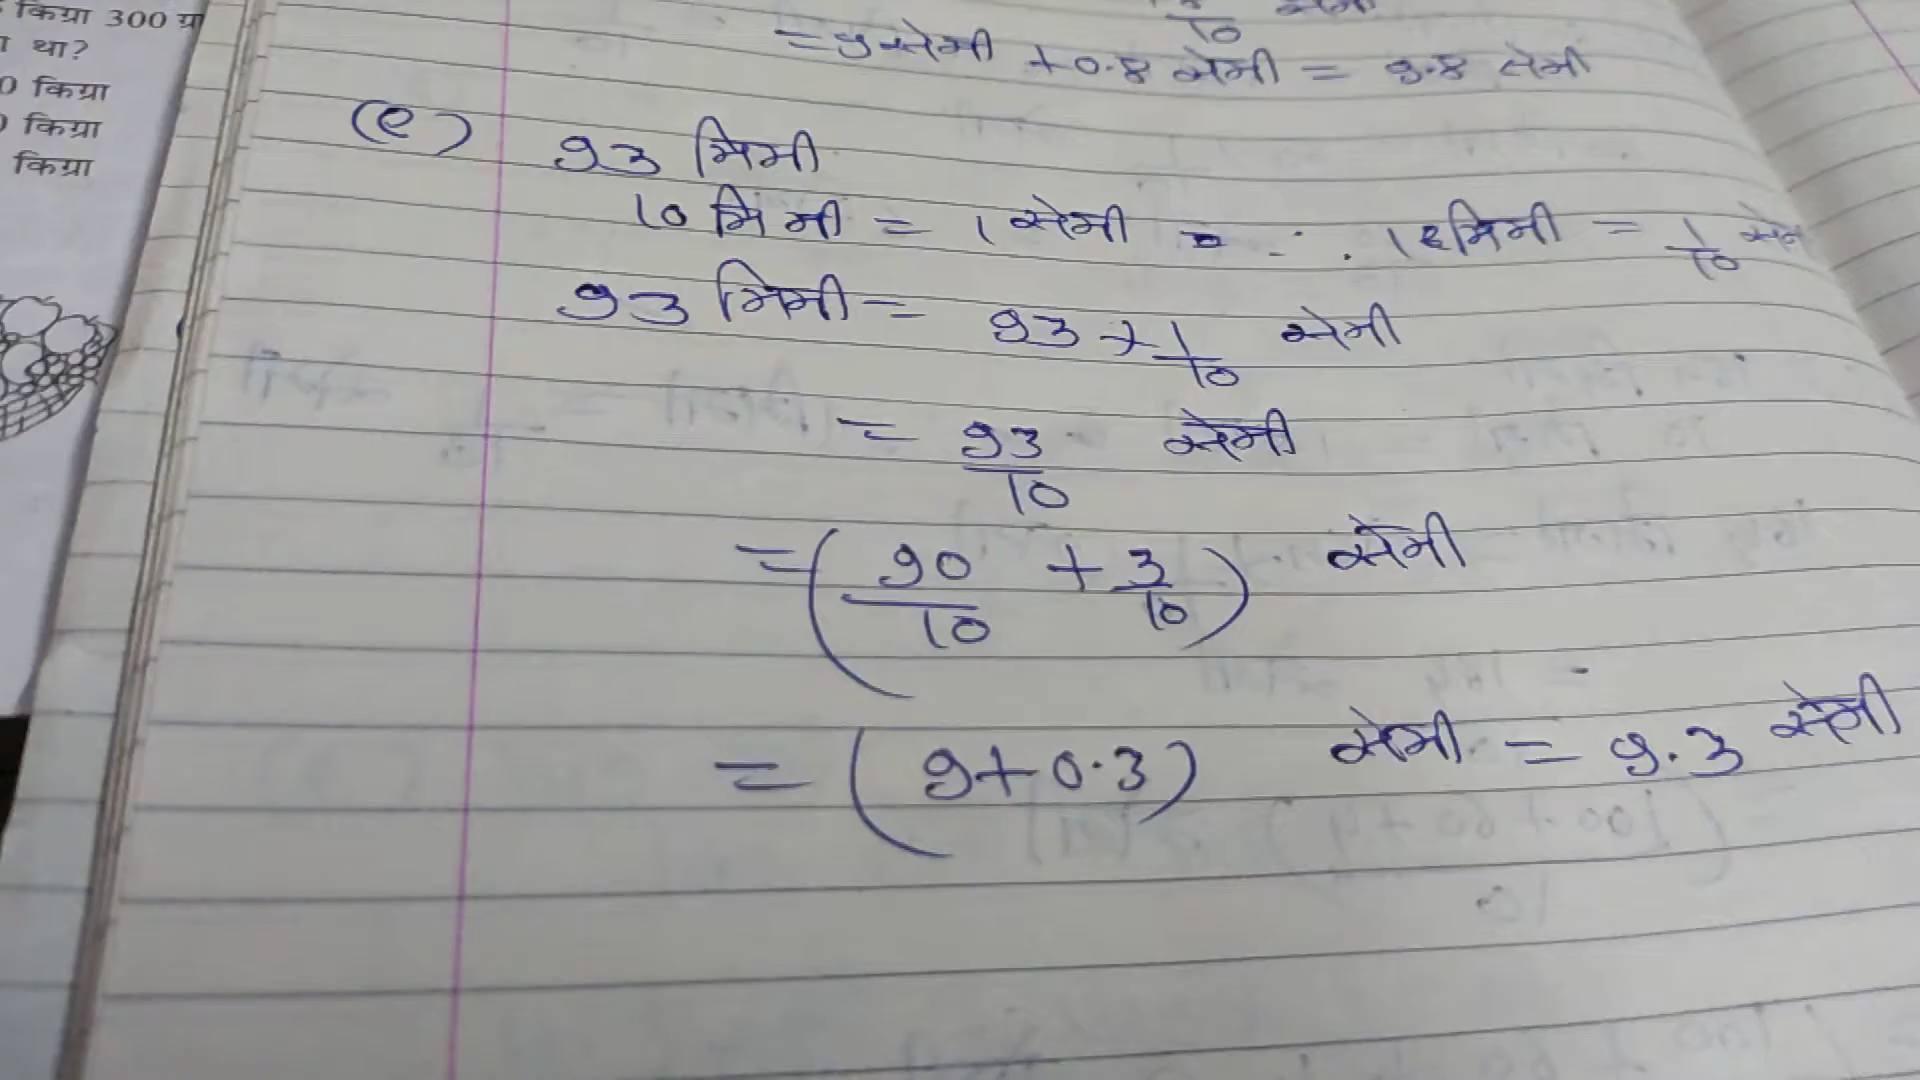 किग्रा 300 ग्रा
था?
0 किग्रा
किग्रा
किग्रा
10
= 9 सेमी + 0.8 सेमी = 9.8 सेमी
(e) 93 मिमी
10 मिमी = 1 सेमी ∴ 1 मिमी = 1/10
93 मिमी = 93 + 1/10 सेमी
= 93/10 सेमी
= (90/10 + 3/10) सेमी
= (9+0.3) सेमी = 9.3 सेमी